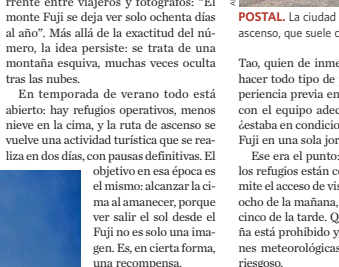 rrente entre viajeros y fotógrafos: “El
monte Fuji se deja ver solo ochenta días
al año”. Más allá de la exactitud del nú-
mero, la idea persiste: se trata de una
montaña esquiva, muchas veces oculta
tras las nubes.
En temporada de verano todo está
abierto: hay refugios operativos, menos
nieve en la cima, y la ruta de ascenso se
vuelve una actividad turística que se rea-
liza en dos días, con pausas definitivas. El
objetivo en esa época es
el mismo: alcanzar la ci-
ma al amanecer, porque
ver salir el sol desde el
Fuji no es solo una ima-
gen. Es, en cierta forma,
una recompensa.
POSTAL. La ciudad
ascenso, que suele c
Tao, quien de inme
hacer todo tipo de
periencia previa en
con el equipo adec
¿estaba en condicio
Fuji en una sola jor
Ese era el punto:
los refugios están c
mite el acceso de vis
ocho de la mañana,
cinco de la tarde. Q
ña está prohibido y
nes meteorológicas
riesgoso.